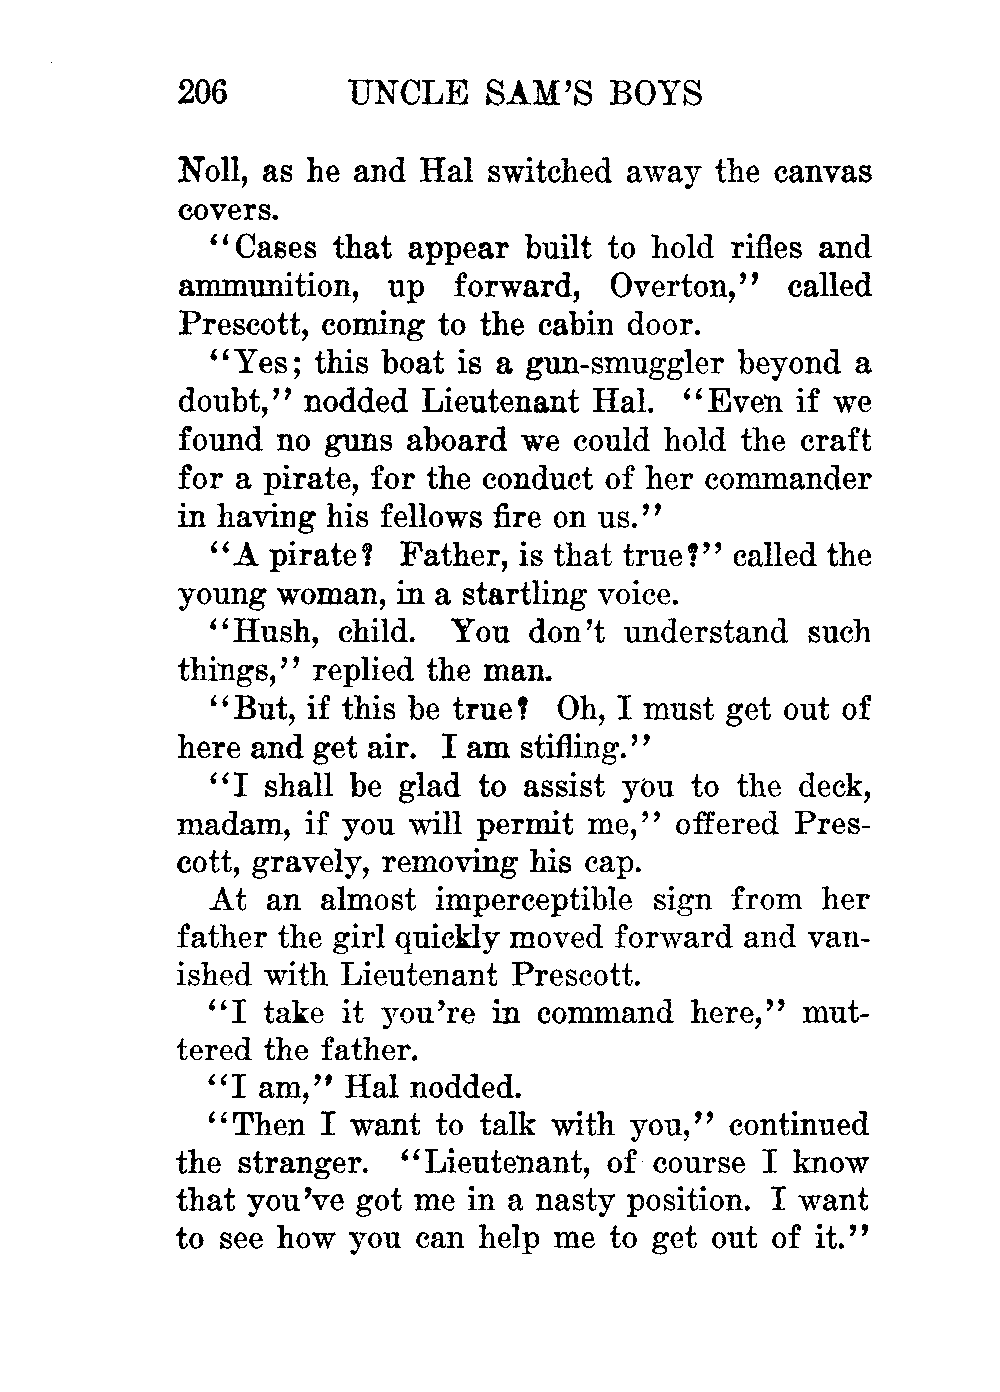 206 UNCLE SAM'S BOYS
Noll, as he and Hal switched away the canvas
covers.
"Cases that appear built to hold rifles and
ammunition, up forward, Overton," called
Prescott, coming to the cabin door.
"Yes; this boat is a gun-smuggler beyond a
doubt," nodded Lieutenant Hal. "Even if we
found no guns aboard we could hold the craft
for a pirate, for the conduct of her commander
in having his fellows fire on us."
"A pirate? Father, is that true?" called the
young woman, in a startling voice.
"Hush, child. You don't understand such
things," replied the man.
"But, if this be true? Oh, I must get out of
here and get air. I am stifling."
"I shall be glad to assist you to the deck,
madam, if you will permit me," offered Pres-
cott, gravely, removing his cap.
At an almost imperceptible sign from her
father the girl quickly moved forward and van-
ished with Lieutenant Prescott.
"I take it you're in command here," mut-
tered the father.
"I am," Hal nodded.
"Then I want to talk with you," continued
the stranger. "Lieutenant, of course I know
that you've got me in a nasty position. I want
to see how you can help me to get out of it."